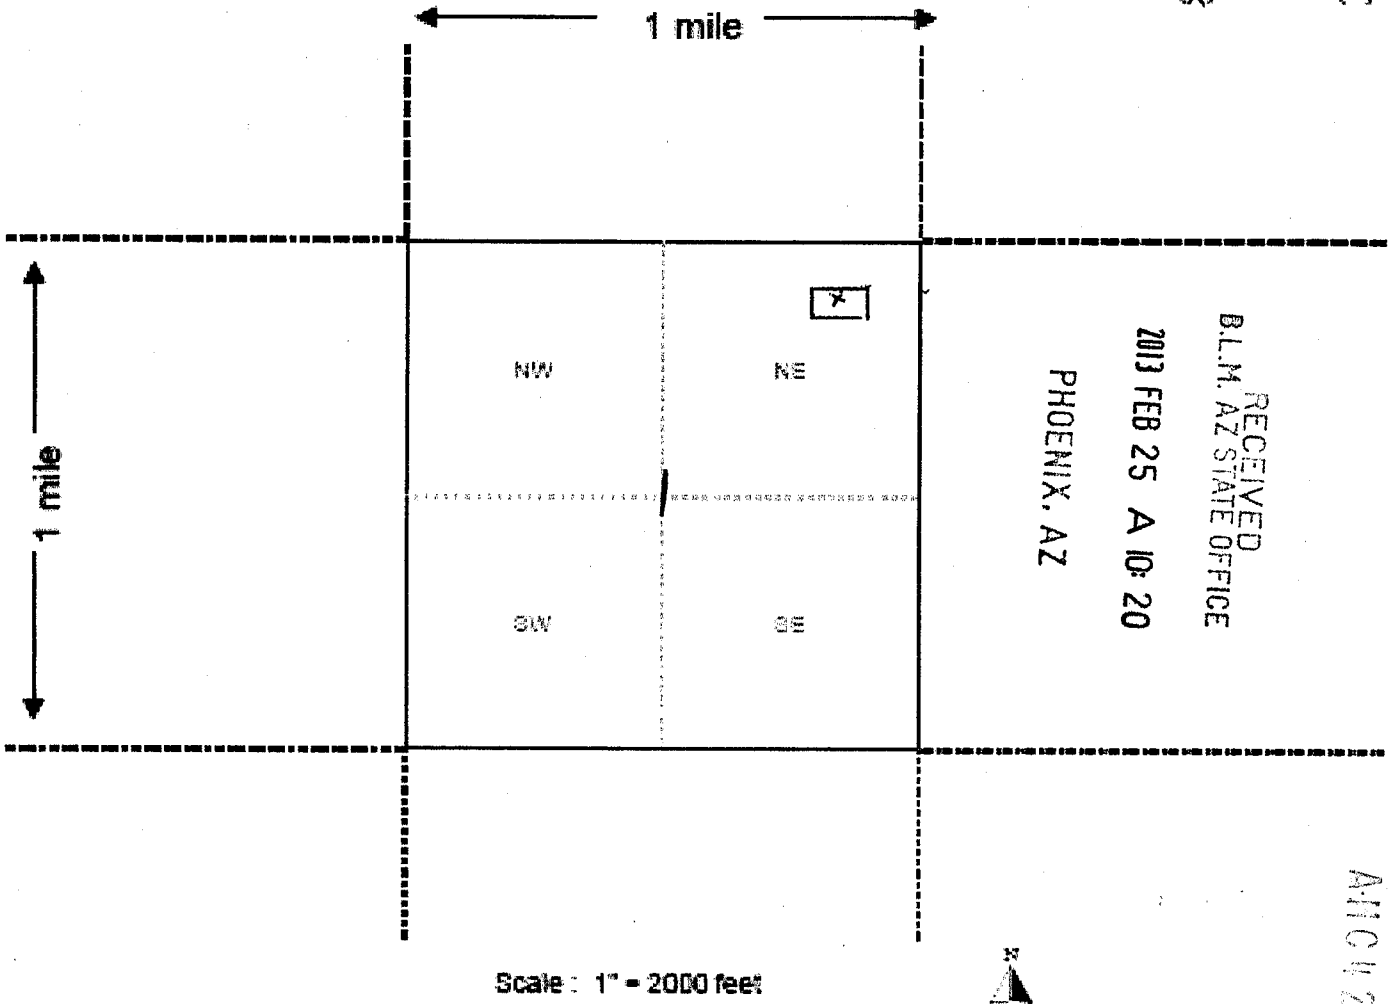 1 mile
1 mile
X
NW
NE
SW
SE
RECEIVED
B.L.M. AZ STATE OFFICE
2013 FEB 25 A 10: 20
PHOENIX, AZ
Scale : 1" = 2000 feet
N